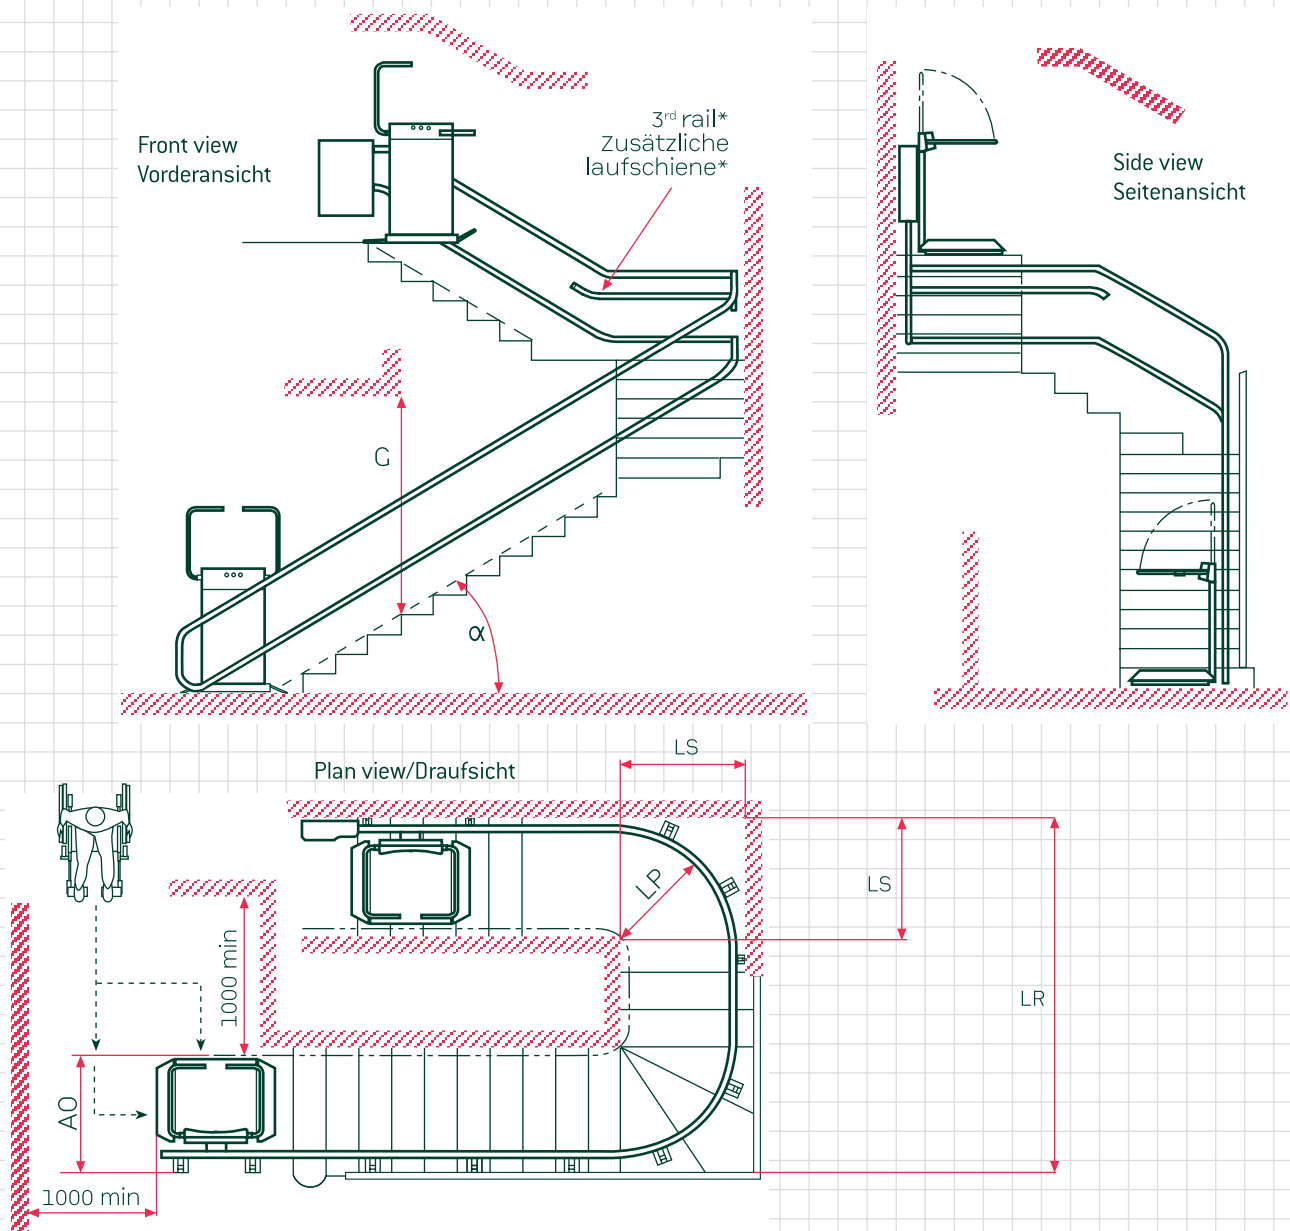 Front view
Vorderansicht
3rd rail*
Zusätzliche
laufschiene*
Side view
Seitenansicht
G
α
Plan view/Draufsicht
LS
LP
LS
1000 min
LR
AO
1000 min